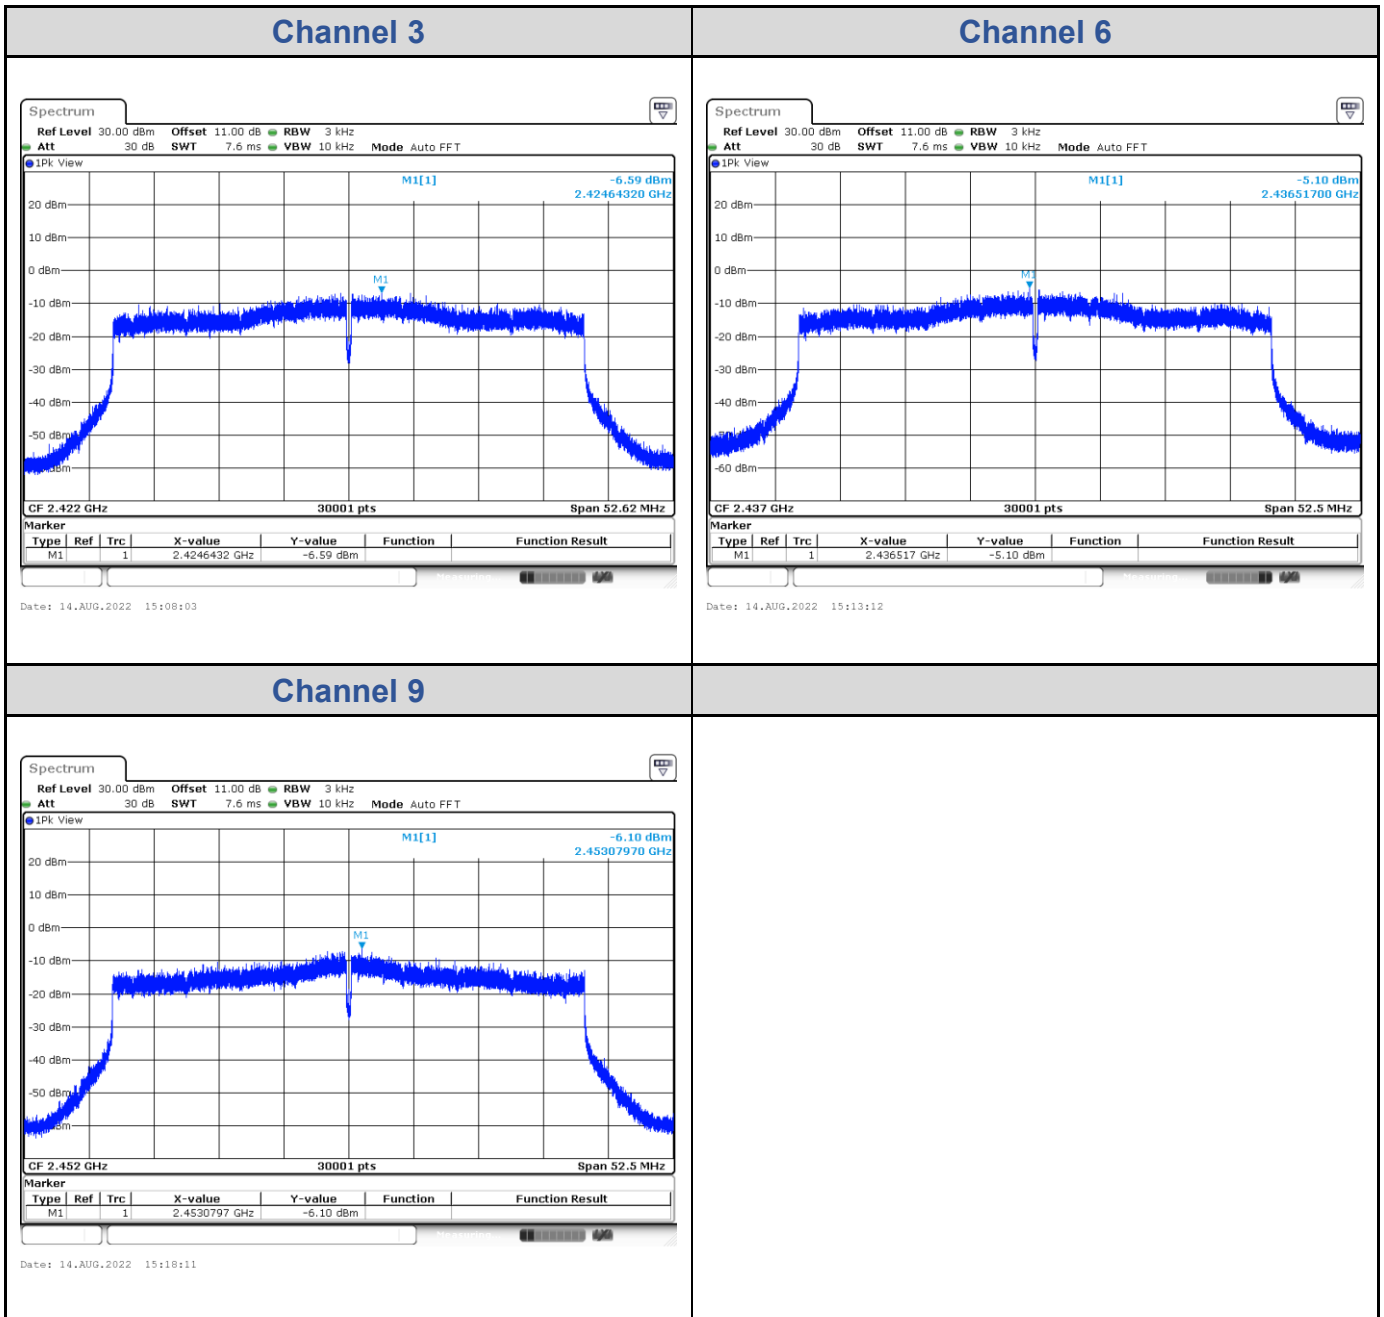 Channel 3
Channel 6
Spectrum
Ref Level 30.00 dBm Offset 11.00 dB RBW 3 kHz
Att 30 dB SWT 7.6 ms VBW 10 kHz Mode Auto FFT
1Pk View
M1[1] -6.59 dBm
2.42464320 GHz
20 dBm
10 dBm
0 dBm
M1
-10 dBm
-20 dBm
-30 dBm
-40 dBm
-50 dBm
CF 2.422 GHz 30001 pts Span 52.62 MHz
Marker
Type Ref Trc X-value Y-value Function Function Result
M1 1 2.4246432 GHz -6.59 dBm
Measuring
Date: 14.AUG.2022 15:08:03
Spectrum
Ref Level 30.00 dBm Offset 11.00 dB RBW 3 kHz
Att 30 dB SWT 7.6 ms VBW 10 kHz Mode Auto FFT
1Pk View
M1[1] -5.10 dBm
2.43651700 GHz
20 dBm
10 dBm
0 dBm
M1
-10 dBm
-20 dBm
-30 dBm
-40 dBm
-60 dBm
CF 2.437 GHz 30001 pts Span 52.5 MHz
Marker
Type Ref Trc X-value Y-value Function Function Result
M1 1 2.436517 GHz -5.10 dBm
Measuring
Date: 14.AUG.2022 15:13:12
Channel 9
Spectrum
Ref Level 30.00 dBm Offset 11.00 dB RBW 3 kHz
Att 30 dB SWT 7.6 ms VBW 10 kHz Mode Auto FFT
1Pk View
M1[1] -6.10 dBm
2.45307970 GHz
20 dBm
10 dBm
0 dBm
M1
-10 dBm
-20 dBm
-30 dBm
-40 dBm
-50 dBm
CF 2.452 GHz 30001 pts Span 52.5 MHz
Marker
Type Ref Trc X-value Y-value Function Function Result
M1 1 2.4530797 GHz -6.10 dBm
Measuring
Date: 14.AUG.2022 15:18:11